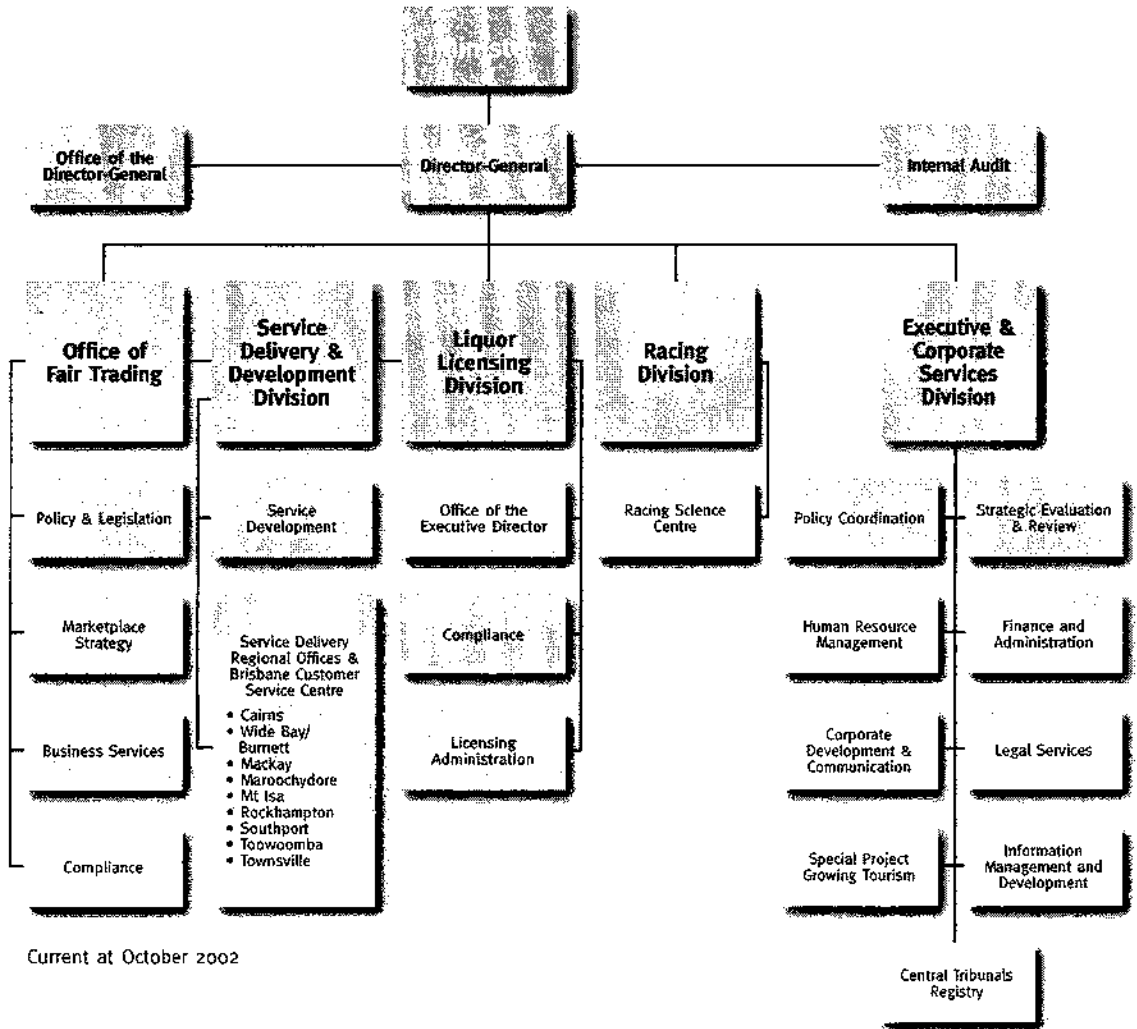 Office of the
Director-General
Director-General
Internal Audit
Office of
Fair Trading
Service
Delivery &
Development
Division
Liquor
Licensing
Division
Racing
Division
Executive &
Corporate
Services
Division
Policy & Legislation
Service
Development
Office of the
Executive Director
Racing Science
Centre
Policy Coordination
Strategic Evaluation
& Review
Marketplace
Strategy
Service Delivery
Regional Offices &
Brisbane Customer
Service Centre
• Cairns
• Wide Bay/
Burnett
• Mackay
• Maroochydore
• Mt Isa
• Rockhampton
• Southport
• Toowoomba
• Townsville
Compliance
Human Resource
Management
Finance and
Administration
Business Services
Licensing
Administration
Corporate
Development &
Communication
Legal Services
Compliance
Special Project
Growing Tourism
Information
Management and
Development
Current at October 2002
Central Tribunals
Registry